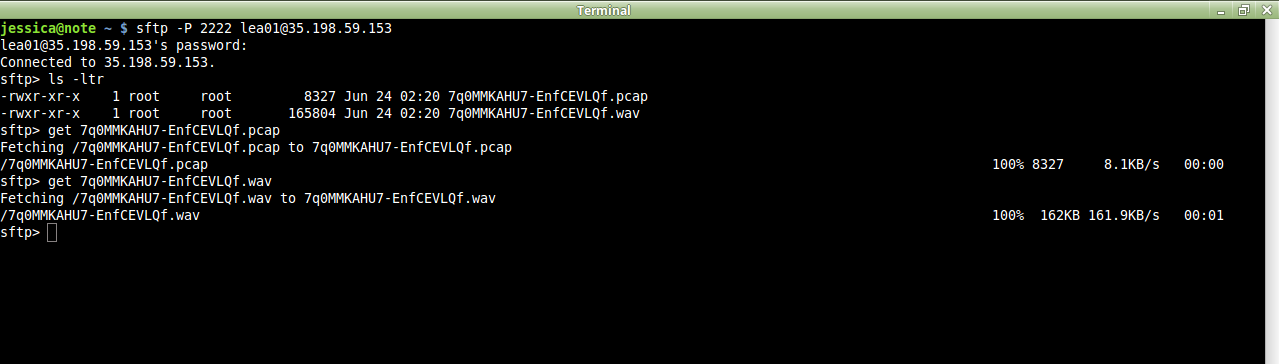 Terminal
jessica@note ~ $ sftp -P 2222 lea01@35.198.59.153
lea01@35.198.59.153's password:
Connected to 35.198.59.153.
sftp> ls -ltr
-rwxr-xr-x    1 root     root         8327 Jun 24 02:20 7q0MMKAHU7-EnfCEVLQf.pcap
-rwxr-xr-x    1 root     root       165804 Jun 24 02:20 7q0MMKAHU7-EnfCEVLQf.wav
sftp> get 7q0MMKAHU7-EnfCEVLQf.pcap
Fetching /7q0MMKAHU7-EnfCEVLQf.pcap to 7q0MMKAHU7-EnfCEVLQf.pcap
/7q0MMKAHU7-EnfCEVLQf.pcap 100% 8327 8.1KB/s 00:00
sftp> get 7q0MMKAHU7-EnfCEVLQf.wav
Fetching /7q0MMKAHU7-EnfCEVLQf.wav to 7q0MMKAHU7-EnfCEVLQf.wav
/7q0MMKAHU7-EnfCEVLQf.wav 100% 162KB 161.9KB/s 00:01
sftp>